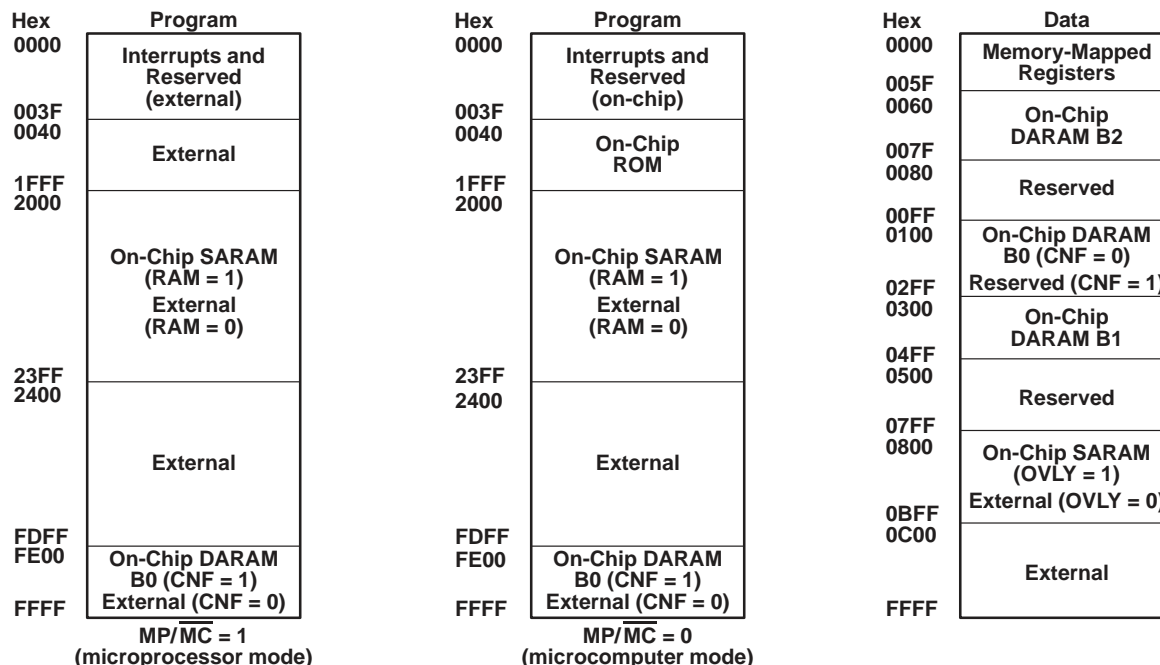 Hex
Program
0000
Interrupts and
Reserved
(external)
003F
0040
External
1FFF
2000
On-Chip SARAM
(RAM = 1)
External
(RAM = 0)
23FF
2400
External
FDFF
FE00
On-Chip DARAM
B0 (CNF = 1)
External (CNF = 0)
FFFF
MP/MC = 1
(microprocessor mode)
Hex
Program
0000
Interrupts and
Reserved
(on-chip)
003F
0040
On-Chip
ROM
1FFF
2000
On-Chip SARAM
(RAM = 1)
External
(RAM = 0)
23FF
2400
External
FDFF
FE00
On-Chip DARAM
B0 (CNF = 1)
External (CNF = 0)
FFFF
MP/MC = 0
(microcomputer mode)
Hex
Data
0000
Memory-Mapped
Registers
005F
0060
On-Chip
DARAM B2
007F
0080
Reserved
00FF
0100
On-Chip DARAM
B0 (CNF = 0)
Reserved (CNF = 1)
02FF
0300
On-Chip
DARAM B1
04FF
0500
Reserved
07FF
0800
On-Chip SARAM
(OVLY = 1)
External (OVLY = 0)
0BFF
0C00
External
FFFF